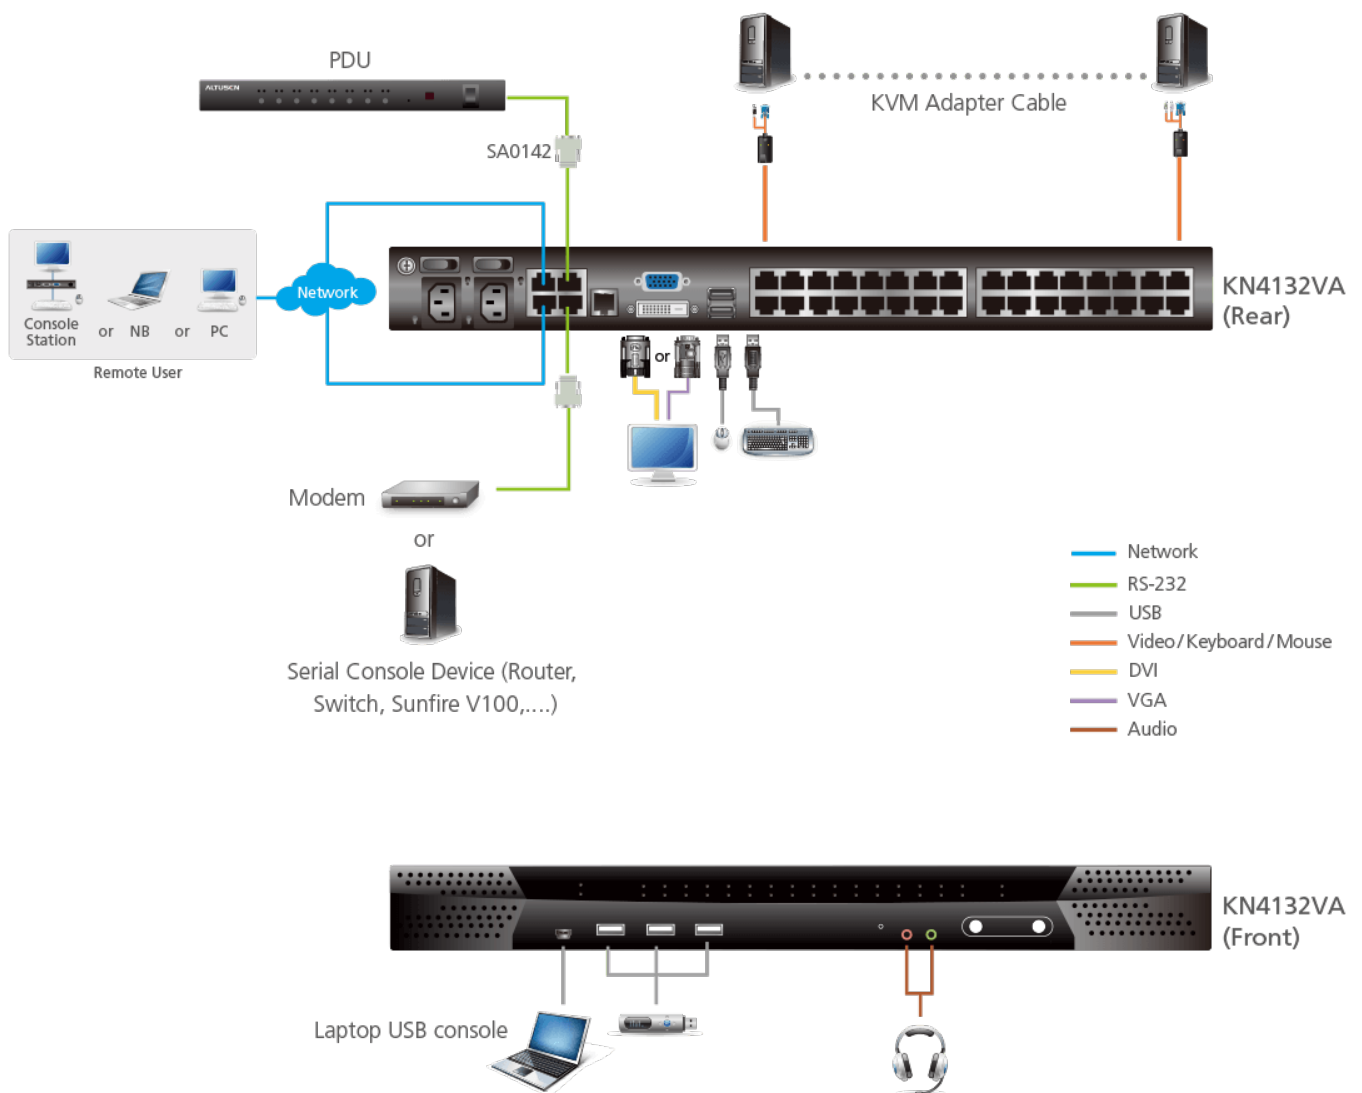 PDU
ALTUSCN
SA0142
KVM Adapter Cable
Network
Console
Station
or
NB
or
PC
Remote User
KN4132VA
(Rear)
or
Modem
or
Serial Console Device (Router,
Switch, Sunfire V100,....)
Network
RS-232
USB
Video/Keyboard/Mouse
DVI
VGA
Audio
KN4132VA
(Front)
Laptop USB console